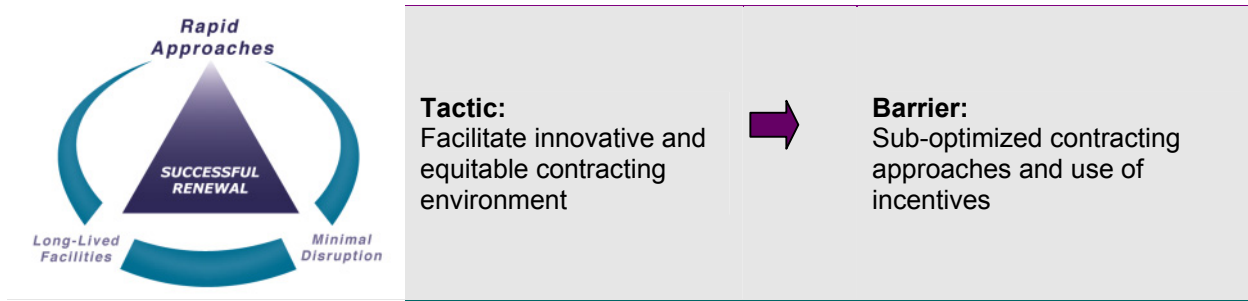 Rapid
Approaches
SUCCESSFUL
RENEWAL
Long-Lived
Facilities
Minimal
Disruption
Tactic:
Facilitate innovative and
equitable contracting
environment
Barrier:
Sub-optimized contracting
approaches and use of
incentives